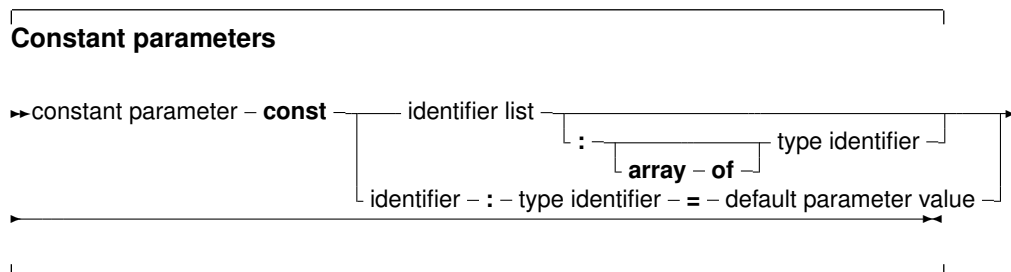 Constant parameters
constant parameter – const – identifier list –
: – type identifier –
array – of –
identifier – : – type identifier – = – default parameter value –